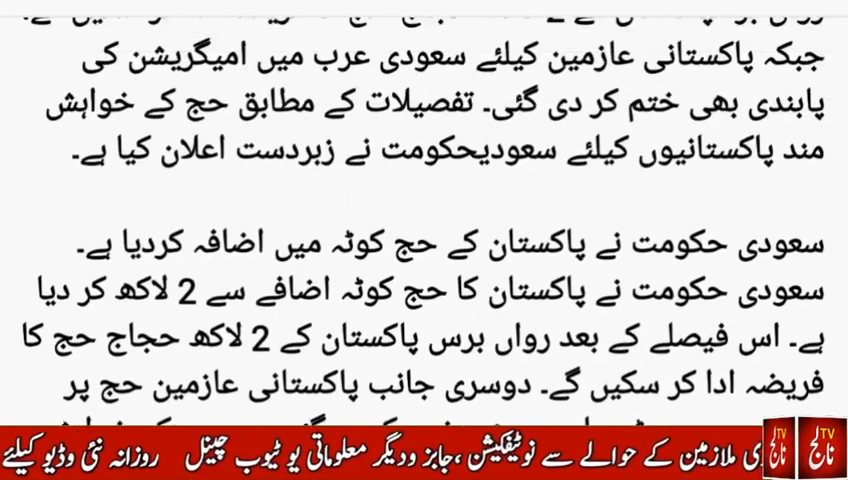 جبکہ پاکستانی عازمین کیلئے سعودی عرب میں امیگریشن کی
پابندی بھی ختم کر دی گئی۔ تفصیلات کے مطابق حج کے خواہش
مند پاکستانیوں کیلئے سعودیحکومت نے زبردست اعلان کیا ہے۔
سعودی حکومت نے پاکستان کے حج کوٹہ میں اضافہ کردیا ہے۔
سعودی حکومت نے پاکستان کا حج کوٹہ اضافے سے 2 لاکھ کر دیا
ہے۔ اس فیصلے کے بعد رواں برس پاکستان کے 2 لاکھ حجاج حج کا
فریضہ ادا کر سکیں گے۔ دوسری جانب پاکستانی عازمین حج پر
ملازمین کے حوالے سے نوٹیفکیشن ،جابز ودیگر معلوماتی یو ٹیوب چینل روزانہ نئی وڈیو کیلئے
TV TV